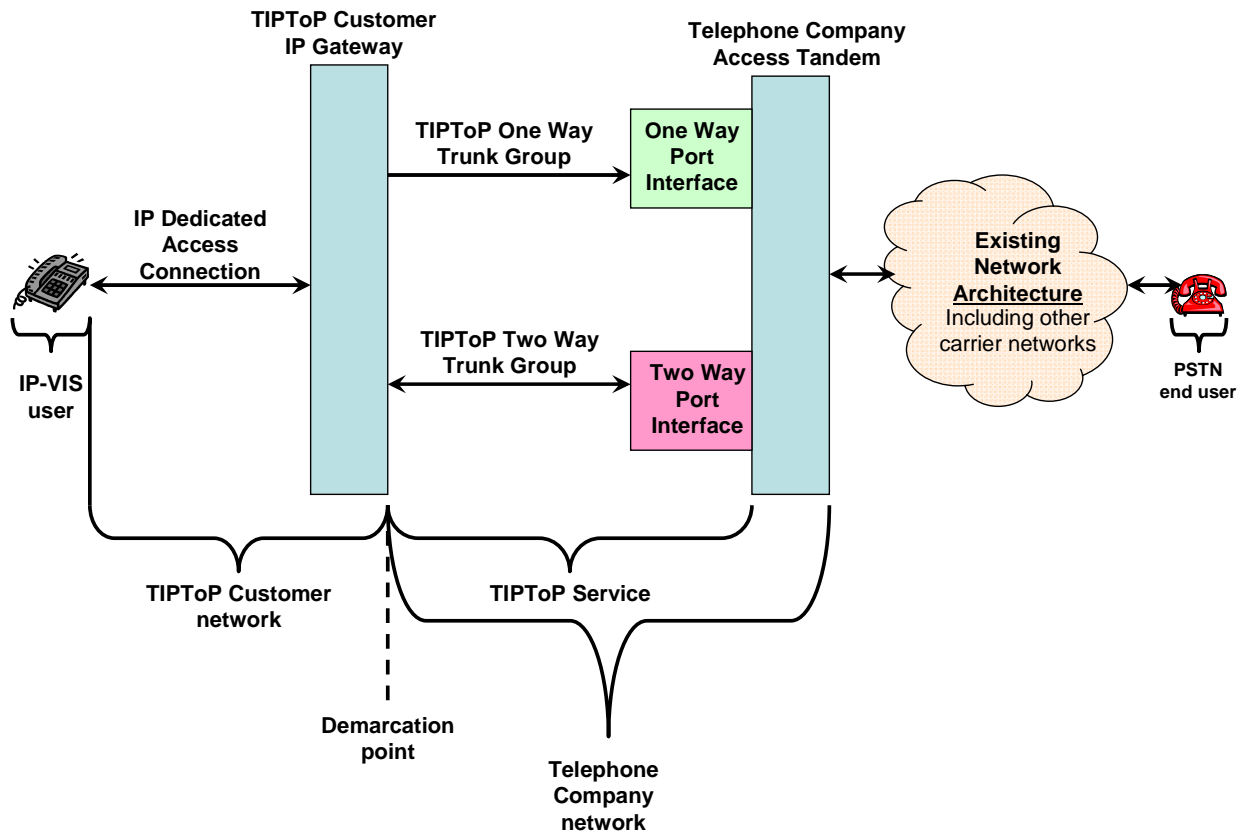 TIPToP Customer
IP Gateway
Telephone Company
Access Tandem
TIPToP One Way
Trunk Group
One Way
Port
Interface
IP Dedicated
Access
Connection
Existing
Network
Architecture
Including other
carrier networks
TIPToP Two Way
Trunk Group
Two Way
Port
Interface
IP-VIS
user
PSTN
end user
TIPToP Customer
network
TIPToP Service
Demarcation
point
Telephone
Company
network